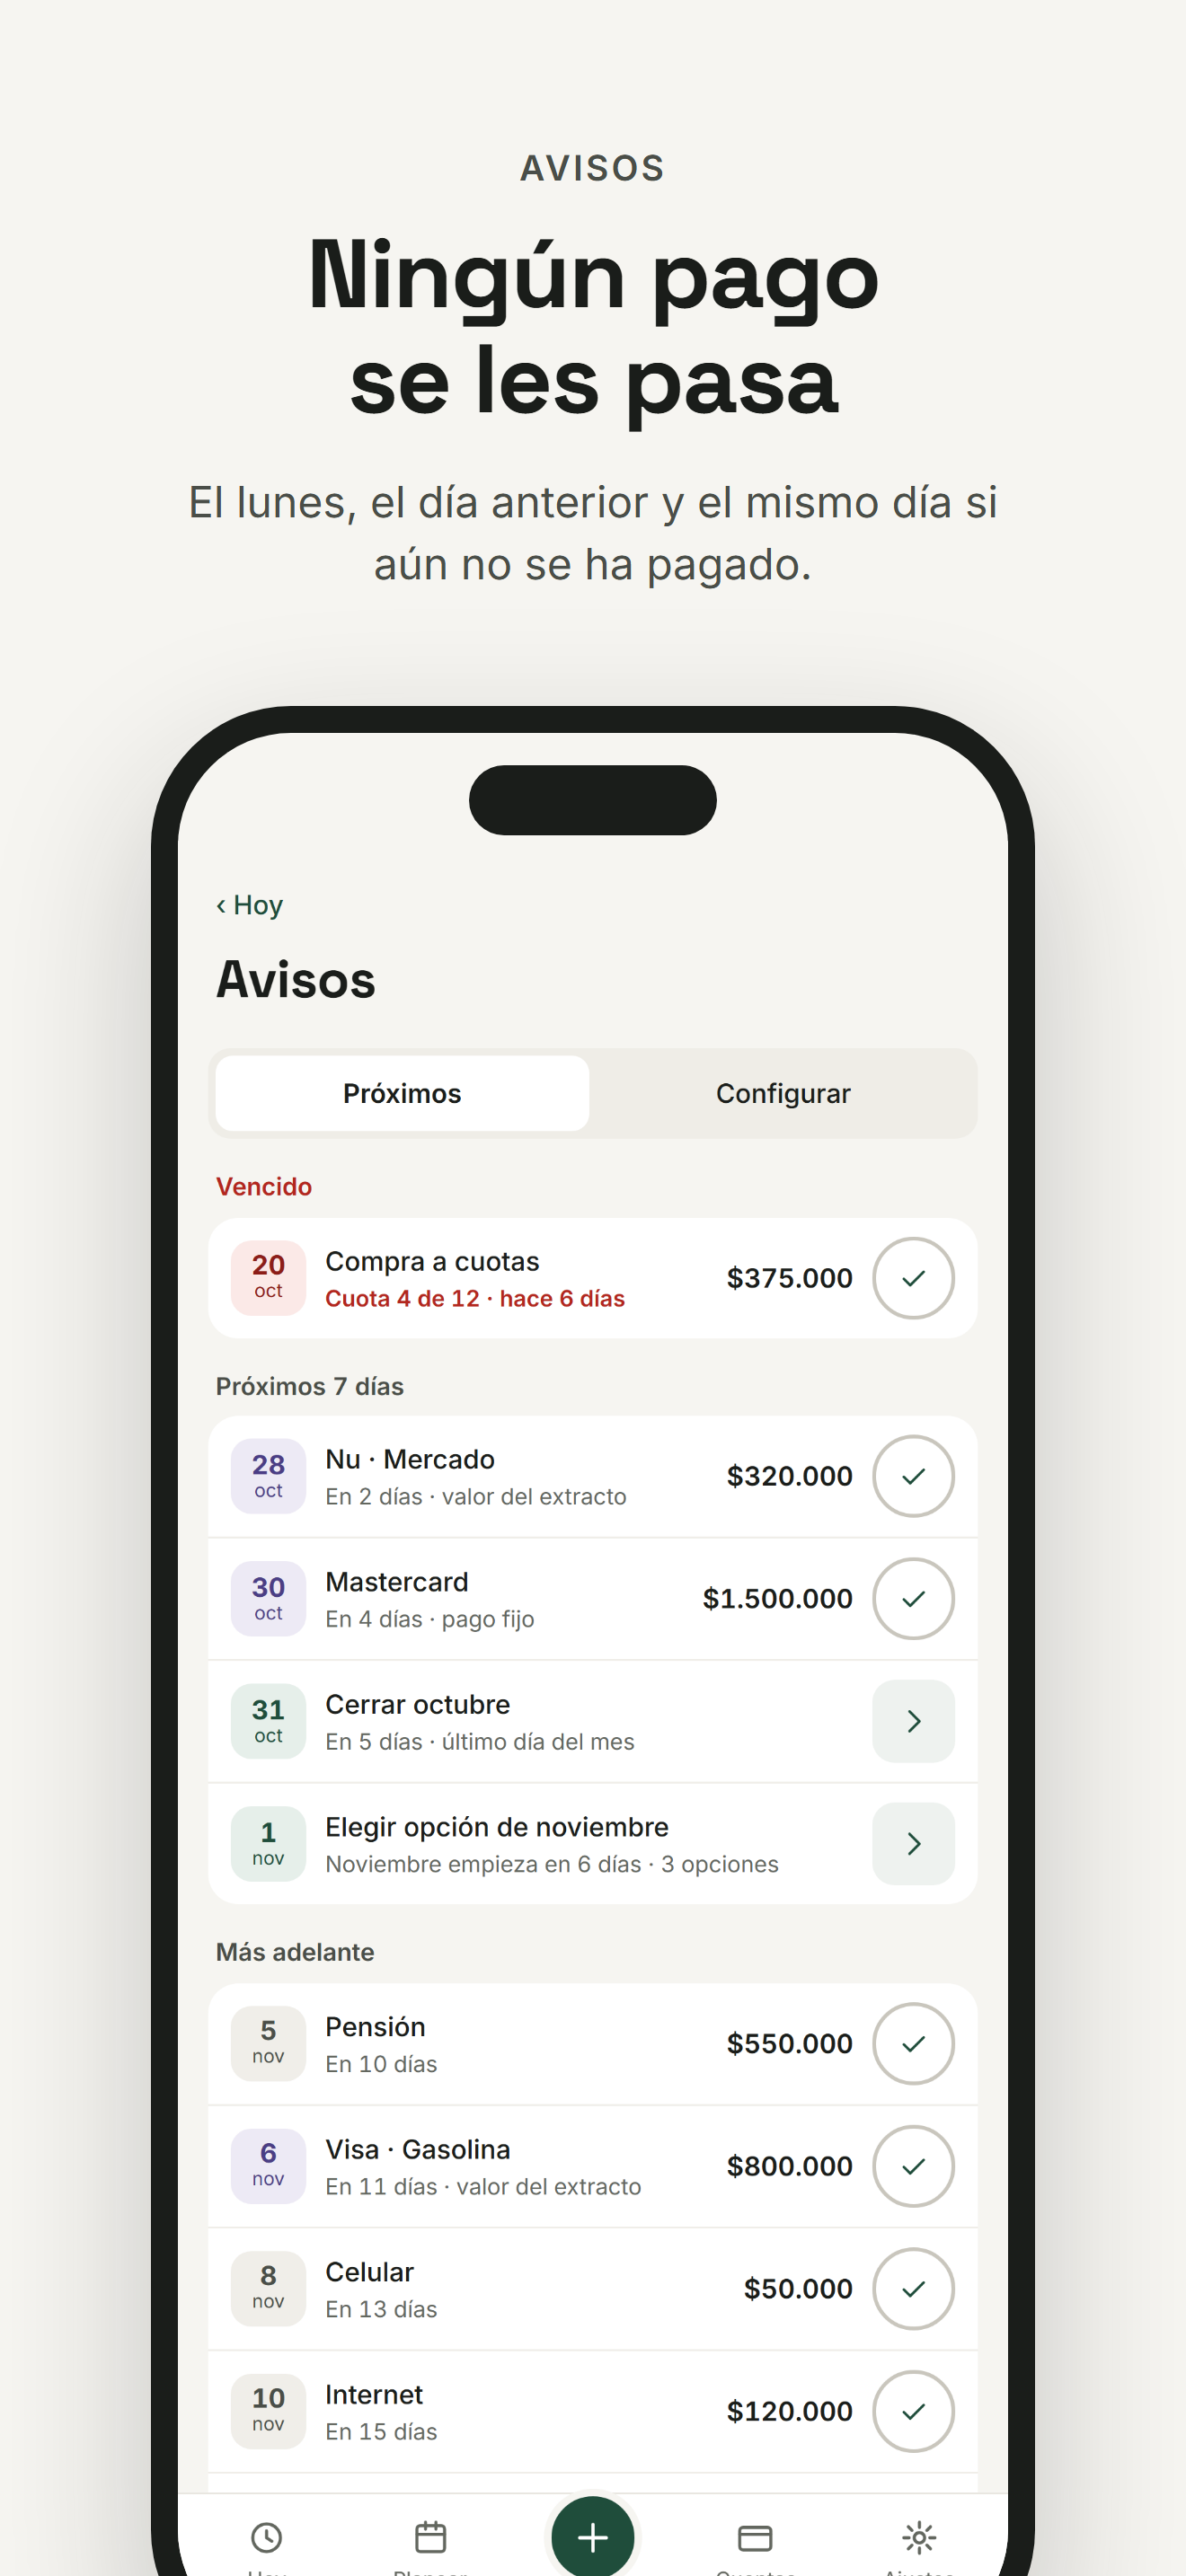 AVISOS
Ningún pago
se les pasa
El lunes, el día anterior y el mismo día si
aún no se ha pagado.
‹ Hoy
Avisos
Próximos
Configurar
Vencido
20
oct
Compra a cuotas
Cuota 4 de 12 · hace 6 días
$375.000
Próximos 7 días
28
oct
Nu · Mercado
En 2 días · valor del extracto
$320.000
30
oct
Mastercard
En 4 días · pago fijo
$1.500.000
31
oct
Cerrar octubre
En 5 días · último día del mes
1
nov
Elegir opción de noviembre
Noviembre empieza en 6 días · 3 opciones
Más adelante
5
nov
Pensión
En 10 días
$550.000
6
nov
Visa · Gasolina
En 11 días · valor del extracto
$800.000
8
nov
Celular
En 13 días
$50.000
10
nov
Internet
En 15 días
$120.000